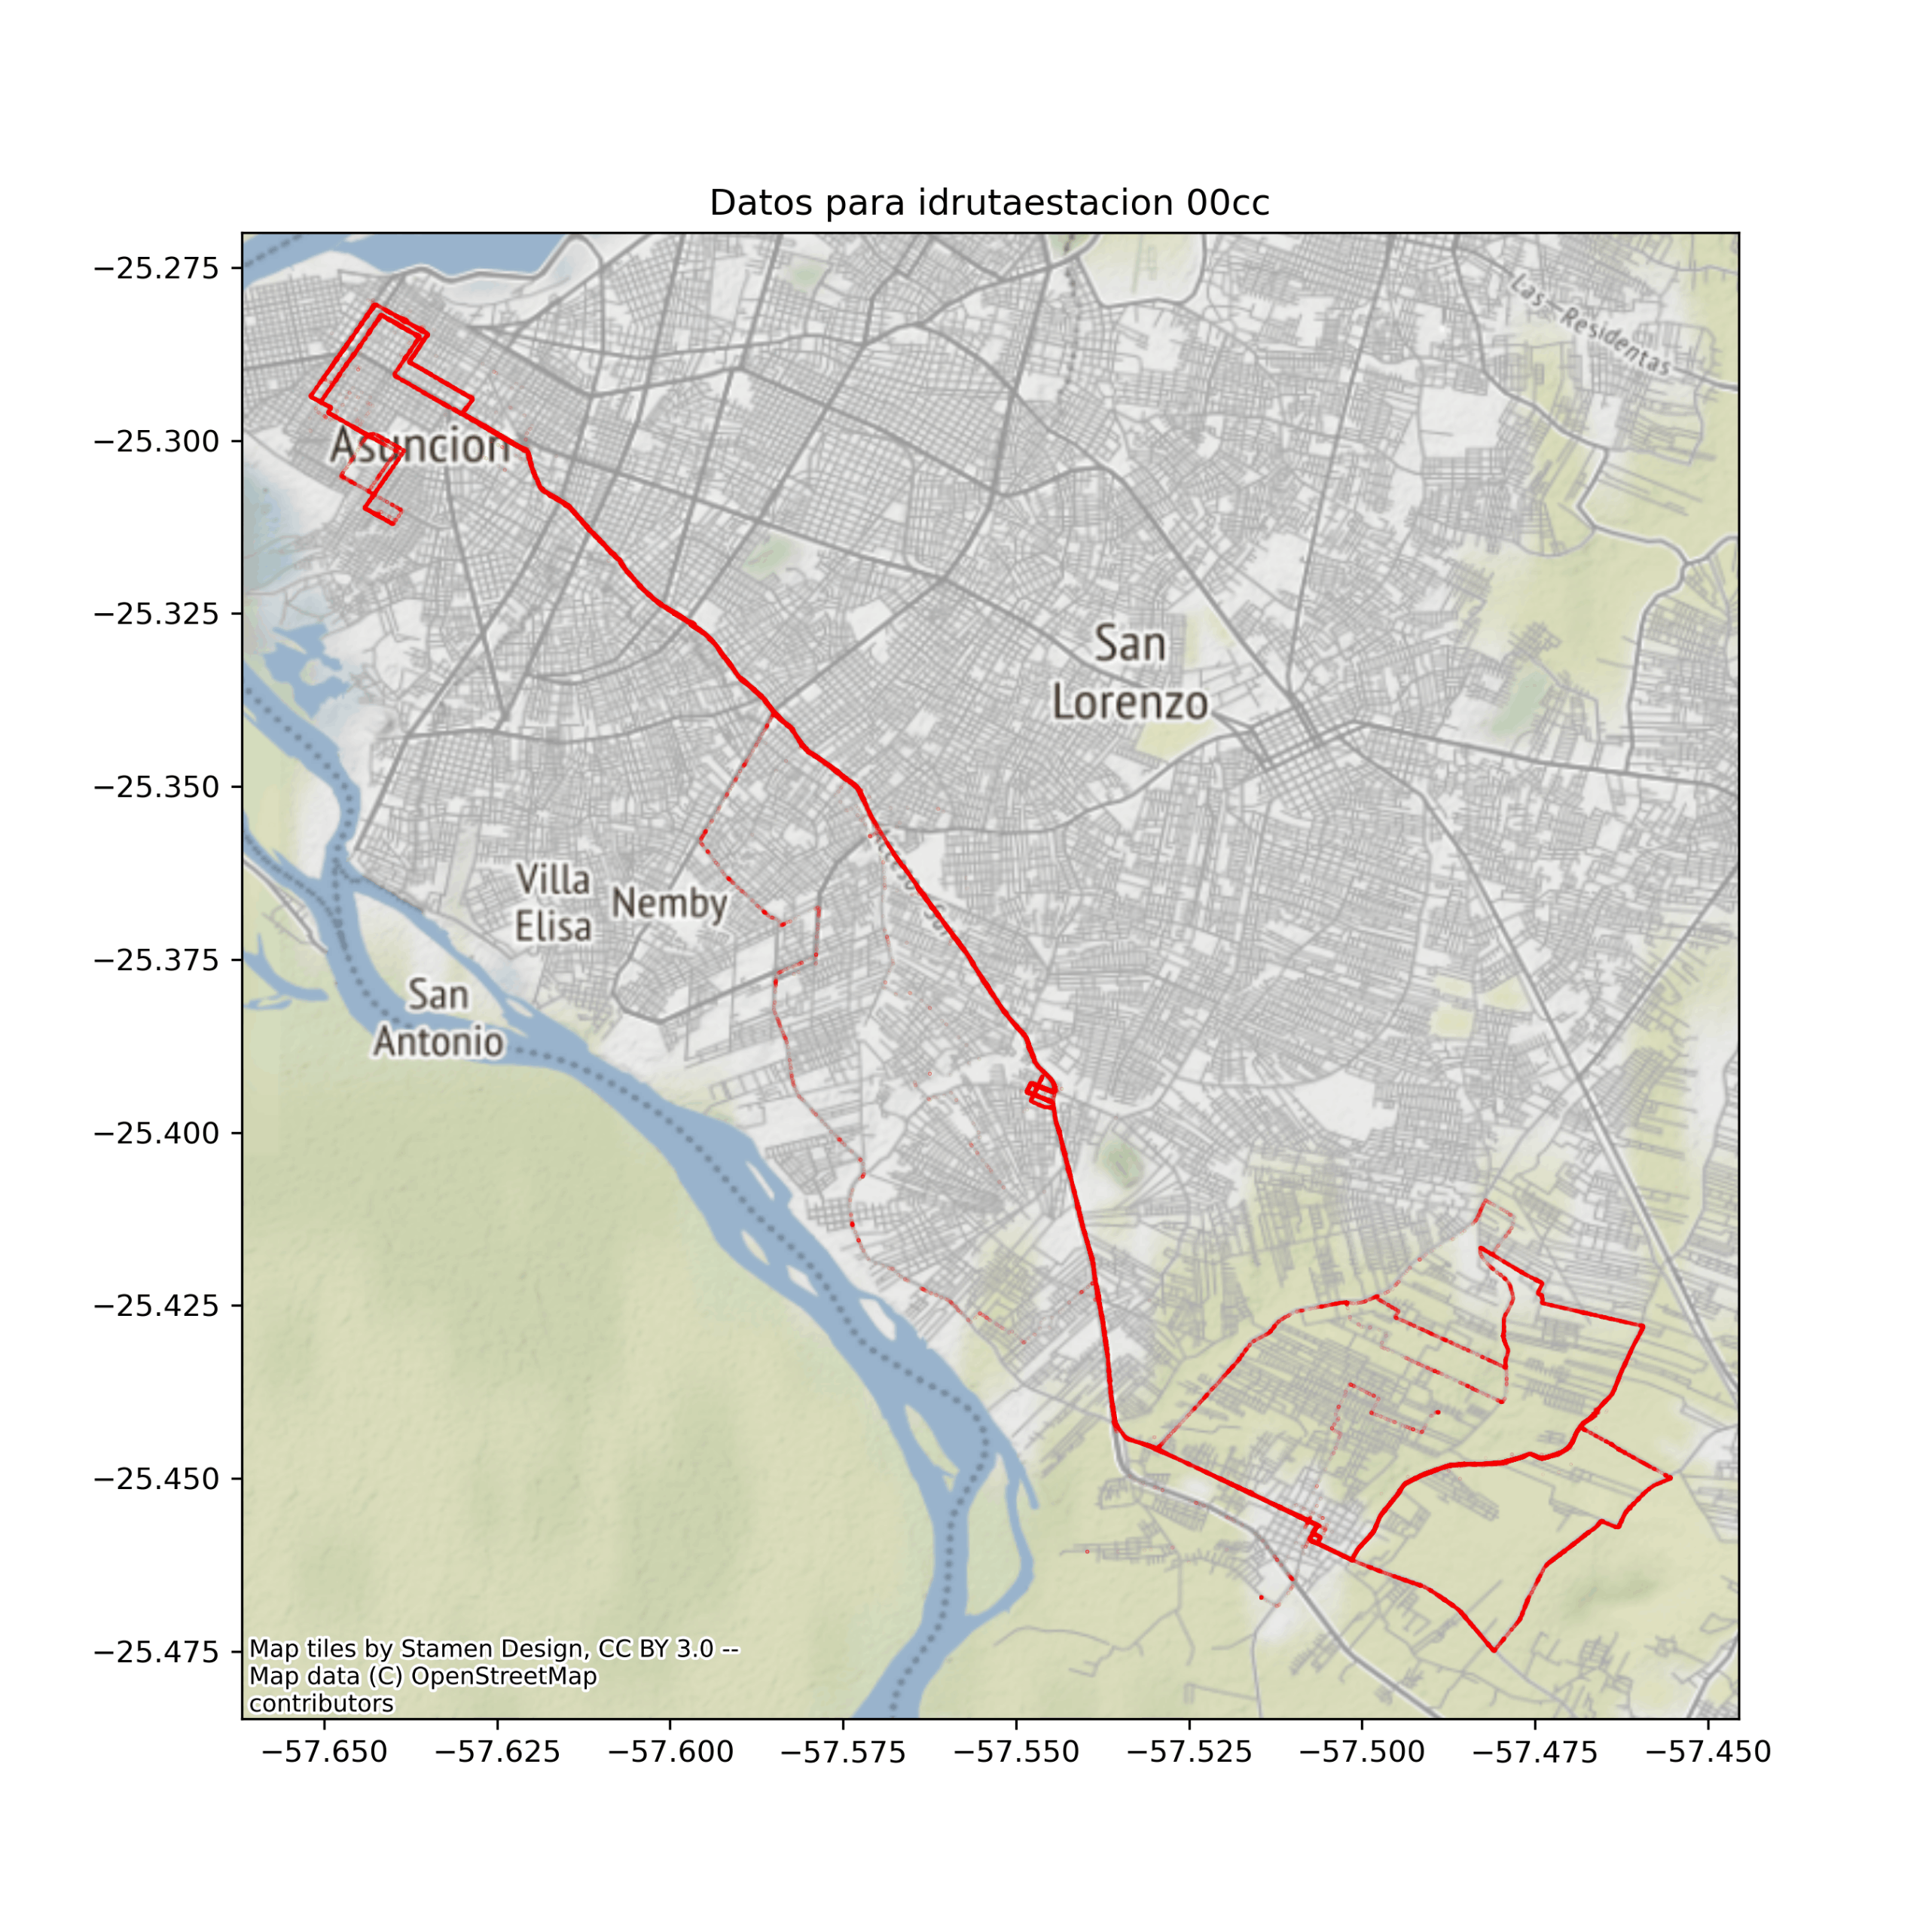 Datos para idrutaestacion 00cc
−25.275
−25.300
−25.325
−25.350
−25.375
−25.400
−25.425
−25.450
−25.475
Las-Residentas
Asuncion
San
Lorenzo
Acceso Sur
Villa
Elisa
Nemby
San
Antonio
Map tiles by Stamen Design, CC BY 3.0 --
Map data (C) OpenStreetMap
contributors
−57.650
−57.625
−57.600
−57.575
−57.550
−57.525
−57.500
−57.475
−57.450